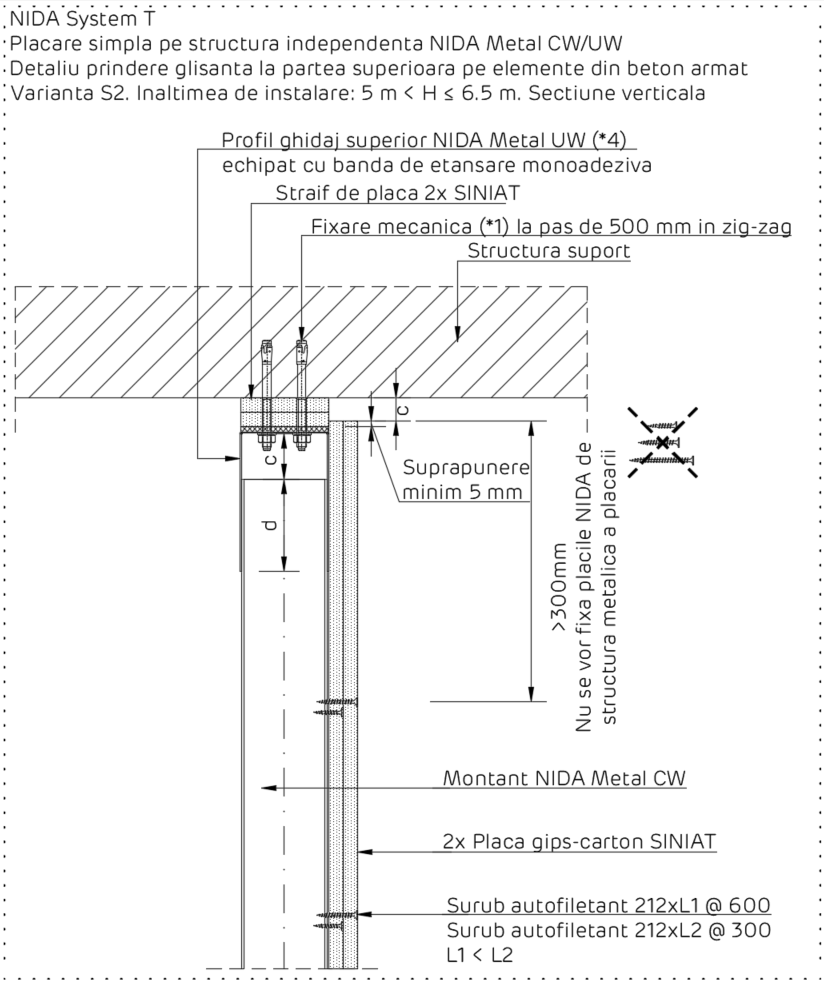 NIDA System T
Placare simpla pe structura independenta NIDA Metal CW/UW
Detaliu prindere glisanta la partea superioara pe elemente din beton armat
Varianta S2. Inaltimea de instalare: 5 m < H ≤ 6.5 m. Sectiune verticala
Profil ghidaj superior NIDA Metal UW (*4)
echipat cu banda de etansare monoadeziva
Straif de placa 2x SINIAT
Fixare mecanica (*1) la pas de 500 mm in zig-zag
Structura suport
c
c
d
Suprapunere
minim 5 mm
>300mm
Nu se vor fixa placile NIDA de
structura metalica a placarii
Montant NIDA Metal CW
2x Placa gips-carton SINIAT
Surub autofiletant 212xL1 @ 600
Surub autofiletant 212xL2 @ 300
L1 < L2